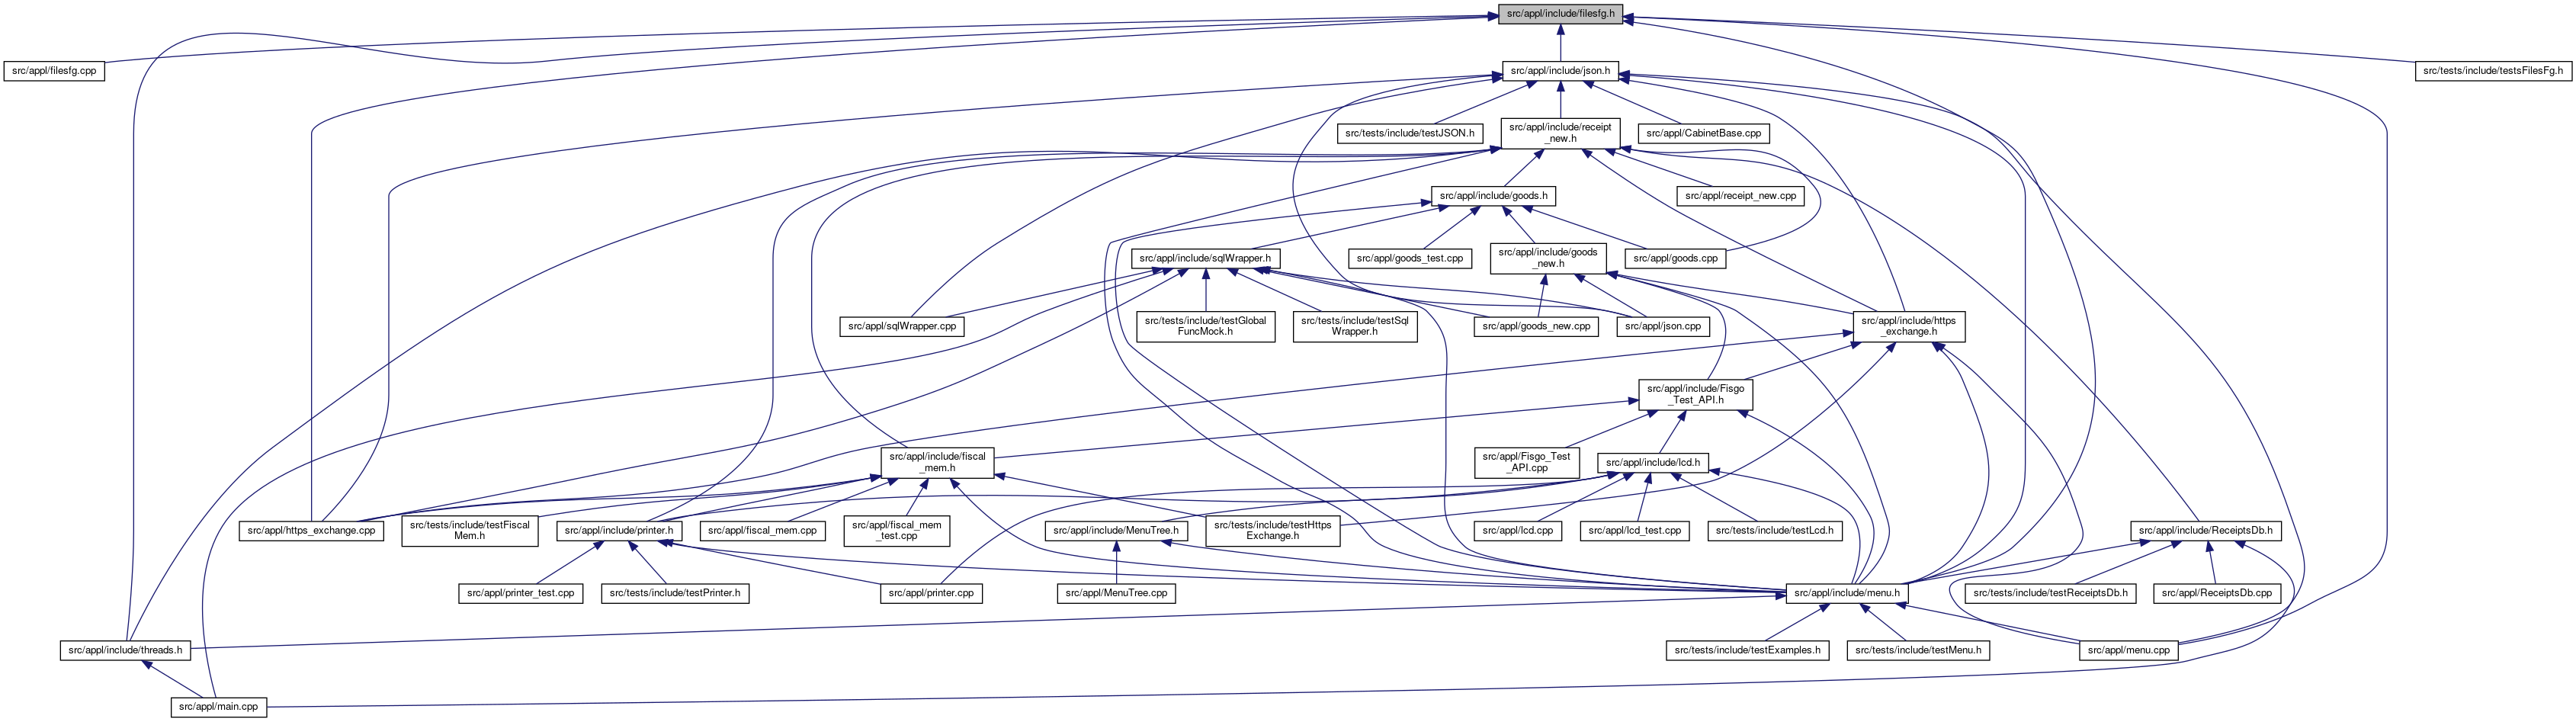 src/appl/include/filesfg.h
src/appl/filesfg.cpp
src/appl/include/json.h
src/tests/include/testsFilesFg.h
src/tests/include/testJSON.h
src/appl/include/receipt
_new.h
src/appl/CabinetBase.cpp
src/appl/include/goods.h
src/appl/receipt_new.cpp
src/appl/include/sqlWrapper.h
src/appl/goods_test.cpp
src/appl/include/goods
_new.h
src/appl/goods.cpp
src/appl/sqlWrapper.cpp
src/tests/include/testGlobal
FuncMock.h
src/tests/include/testSql
Wrapper.h
src/appl/goods_new.cpp
src/appl/json.cpp
src/appl/include/https
_exchange.h
src/appl/include/Fisgo
_Test_API.h
src/appl/include/fiscal
_mem.h
src/appl/Fisgo_Test
_API.cpp
src/appl/include/lcd.h
src/appl/https_exchange.cpp
src/tests/include/testFiscal
Mem.h
src/appl/include/printer.h
src/appl/fiscal_mem.cpp
src/appl/fiscal_mem
_test.cpp
src/appl/include/MenuTree.h
src/tests/include/testHttps
Exchange.h
src/appl/lcd.cpp
src/appl/lcd_test.cpp
src/tests/include/testLcd.h
src/appl/include/ReceiptsDb.h
src/appl/printer_test.cpp
src/tests/include/testPrinter.h
src/appl/printer.cpp
src/appl/MenuTree.cpp
src/appl/include/menu.h
src/tests/include/testReceiptsDb.h
src/appl/ReceiptsDb.cpp
src/appl/include/threads.h
src/tests/include/testExamples.h
src/tests/include/testMenu.h
src/appl/menu.cpp
src/appl/main.cpp